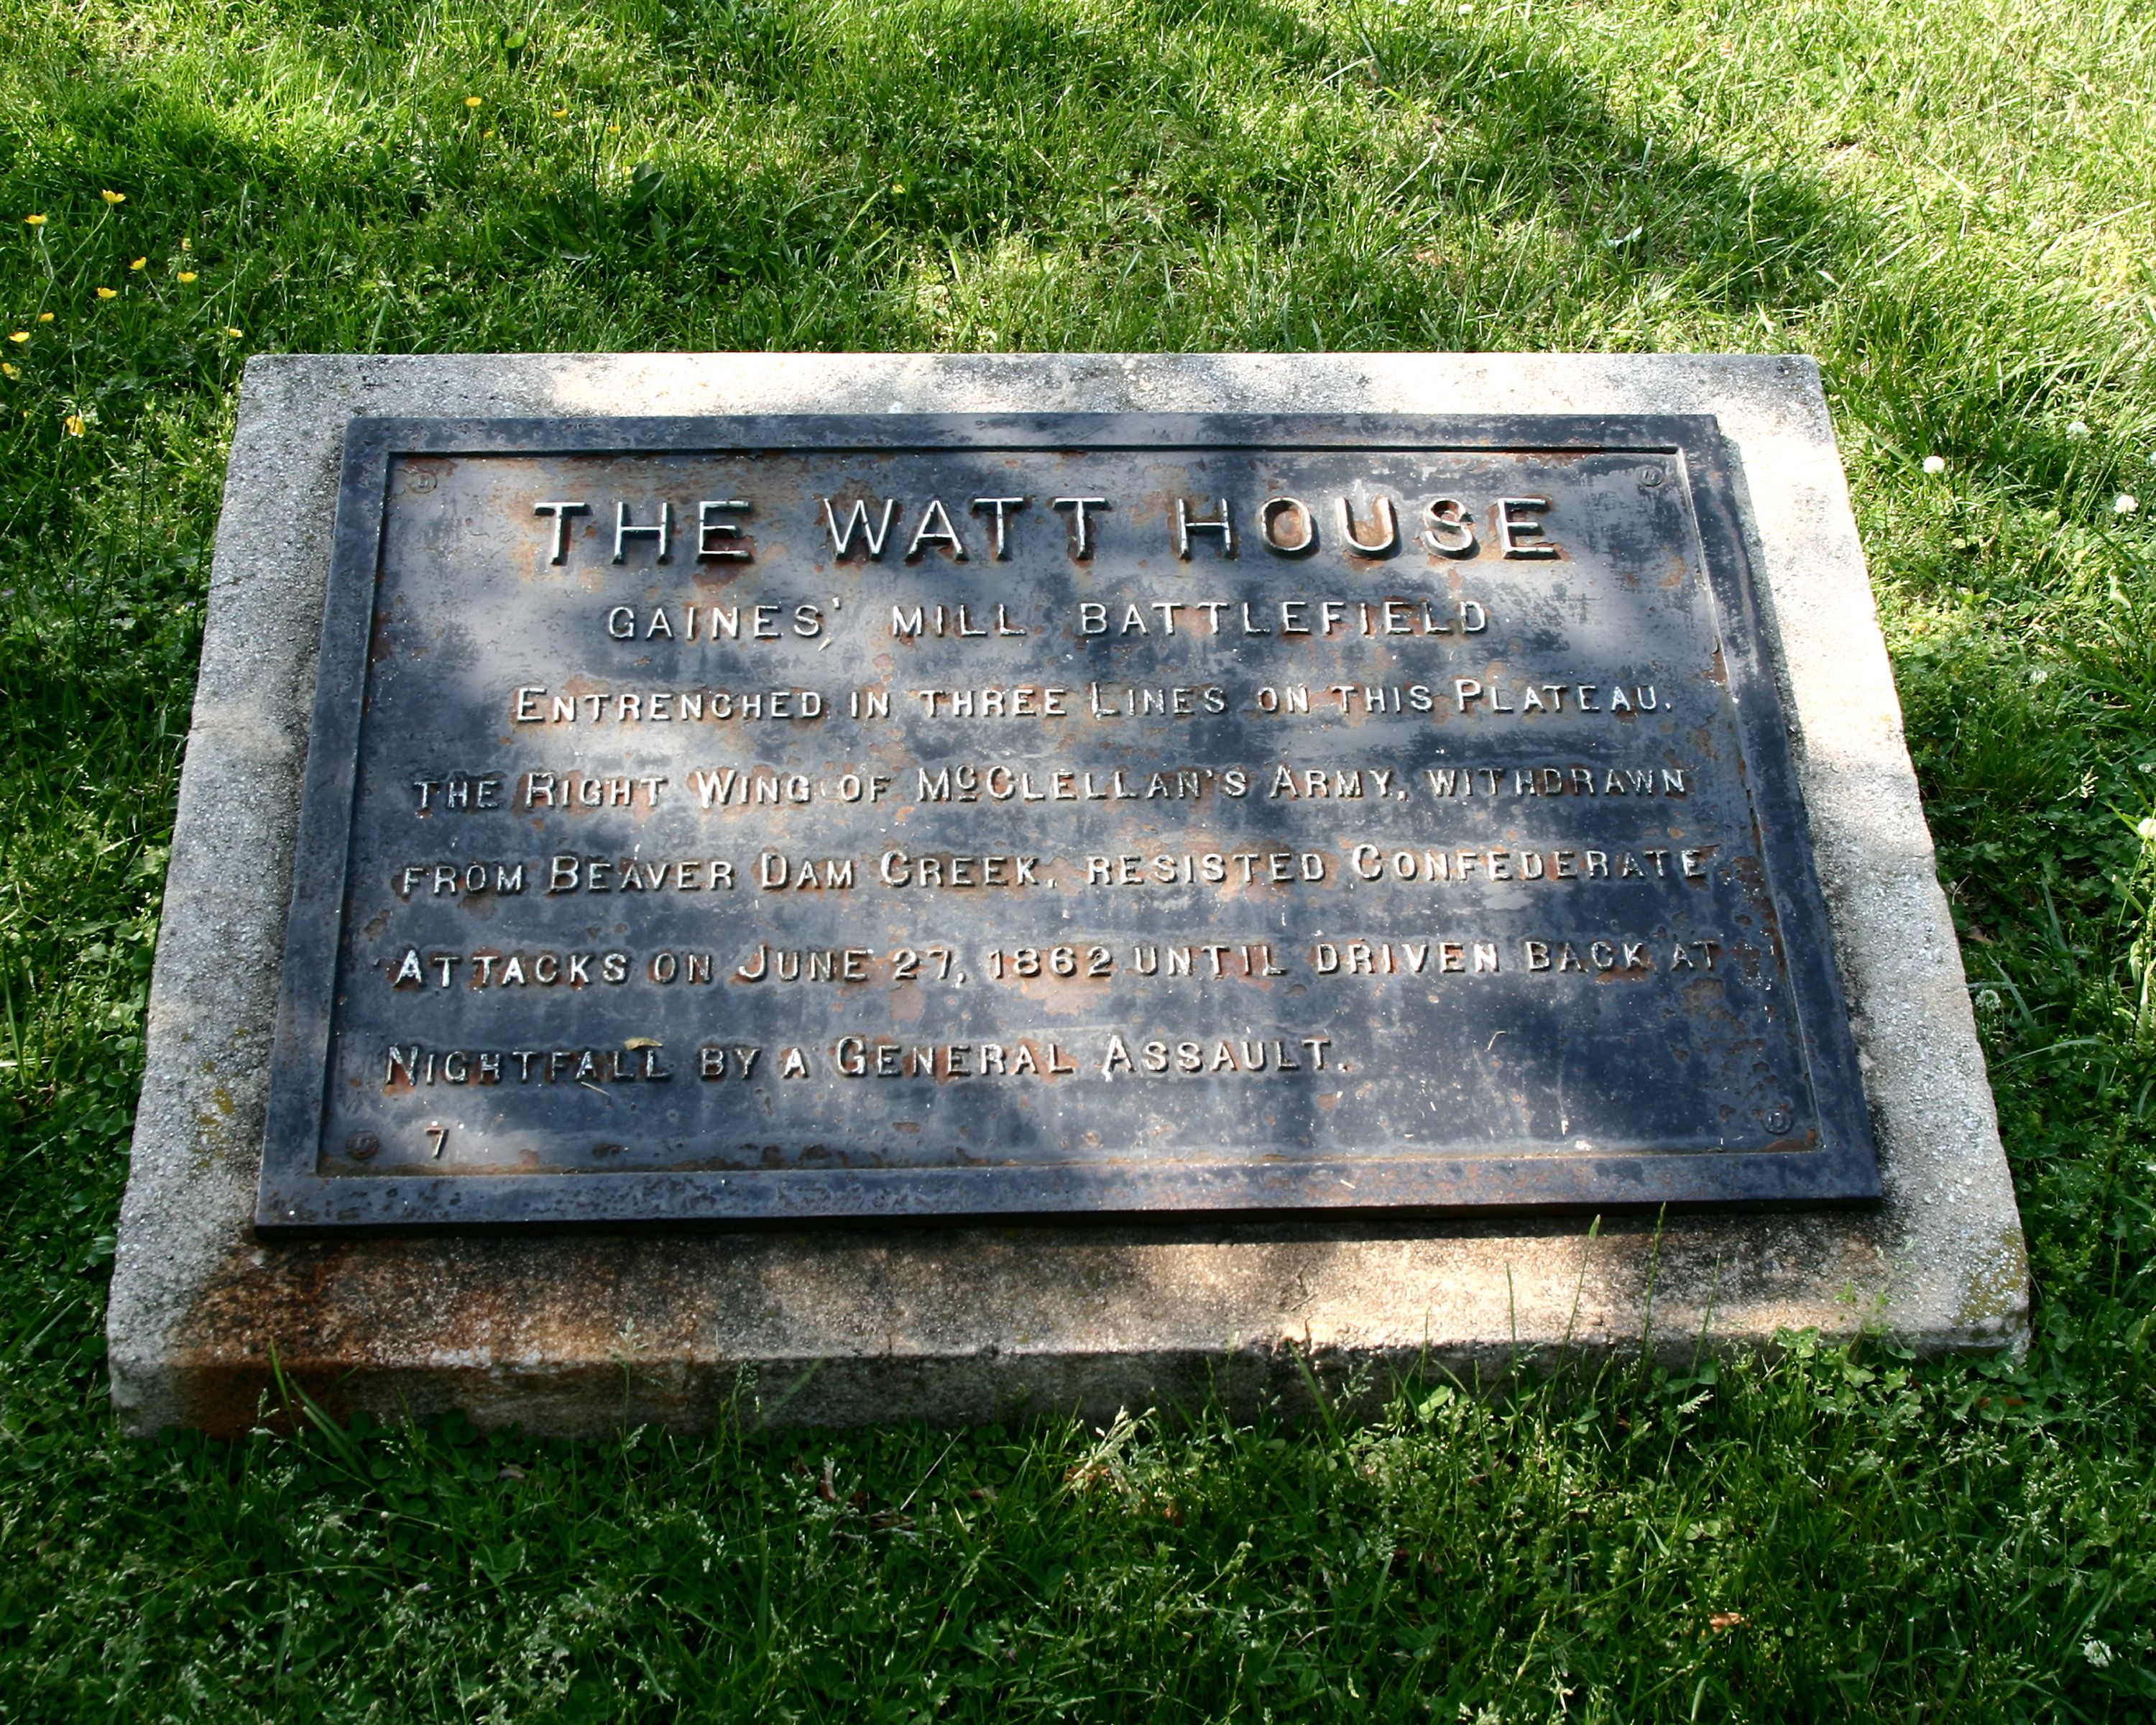 THE WATT HOUSE
GAINES' MILL BATTLEFIELD
ENTRENCHED IN THREE LINES ON THIS PLATEAU,
THE RIGHT WING OF McCLELLAN'S ARMY, WITHDRAWN
FROM BEAVER DAM CREEK, RESISTED CONFEDERATE
ATTACKS ON JUNE 27, 1862 UNTIL DRIVEN BACK AT
NIGHTFALL BY A GENERAL ASSAULT.
7